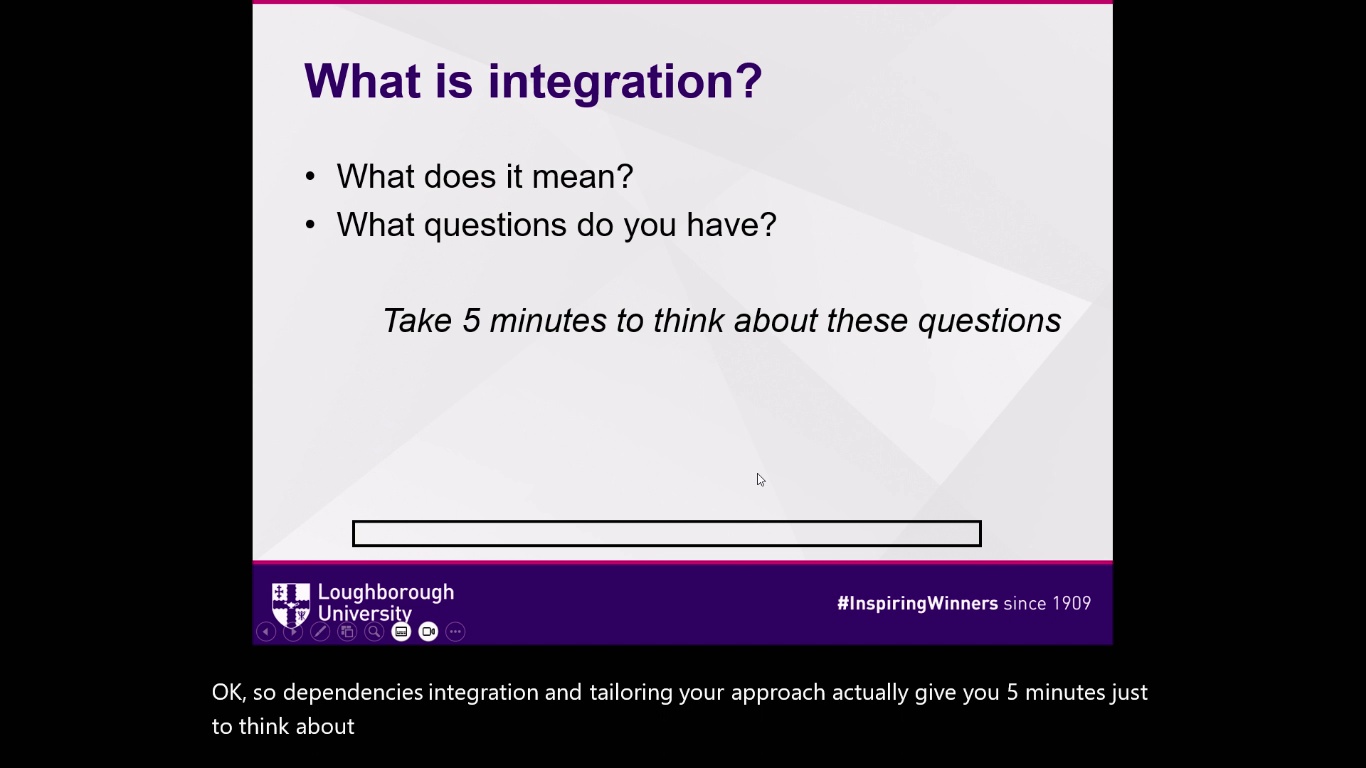 What is integration?
• What does it mean?
• What questions do you have?
Take 5 minutes to think about these questions
Loughborough
University
#InspiringWinners since 1909
OK, so dependencies integration and tailoring your approach actually give you 5 minutes just
to think about